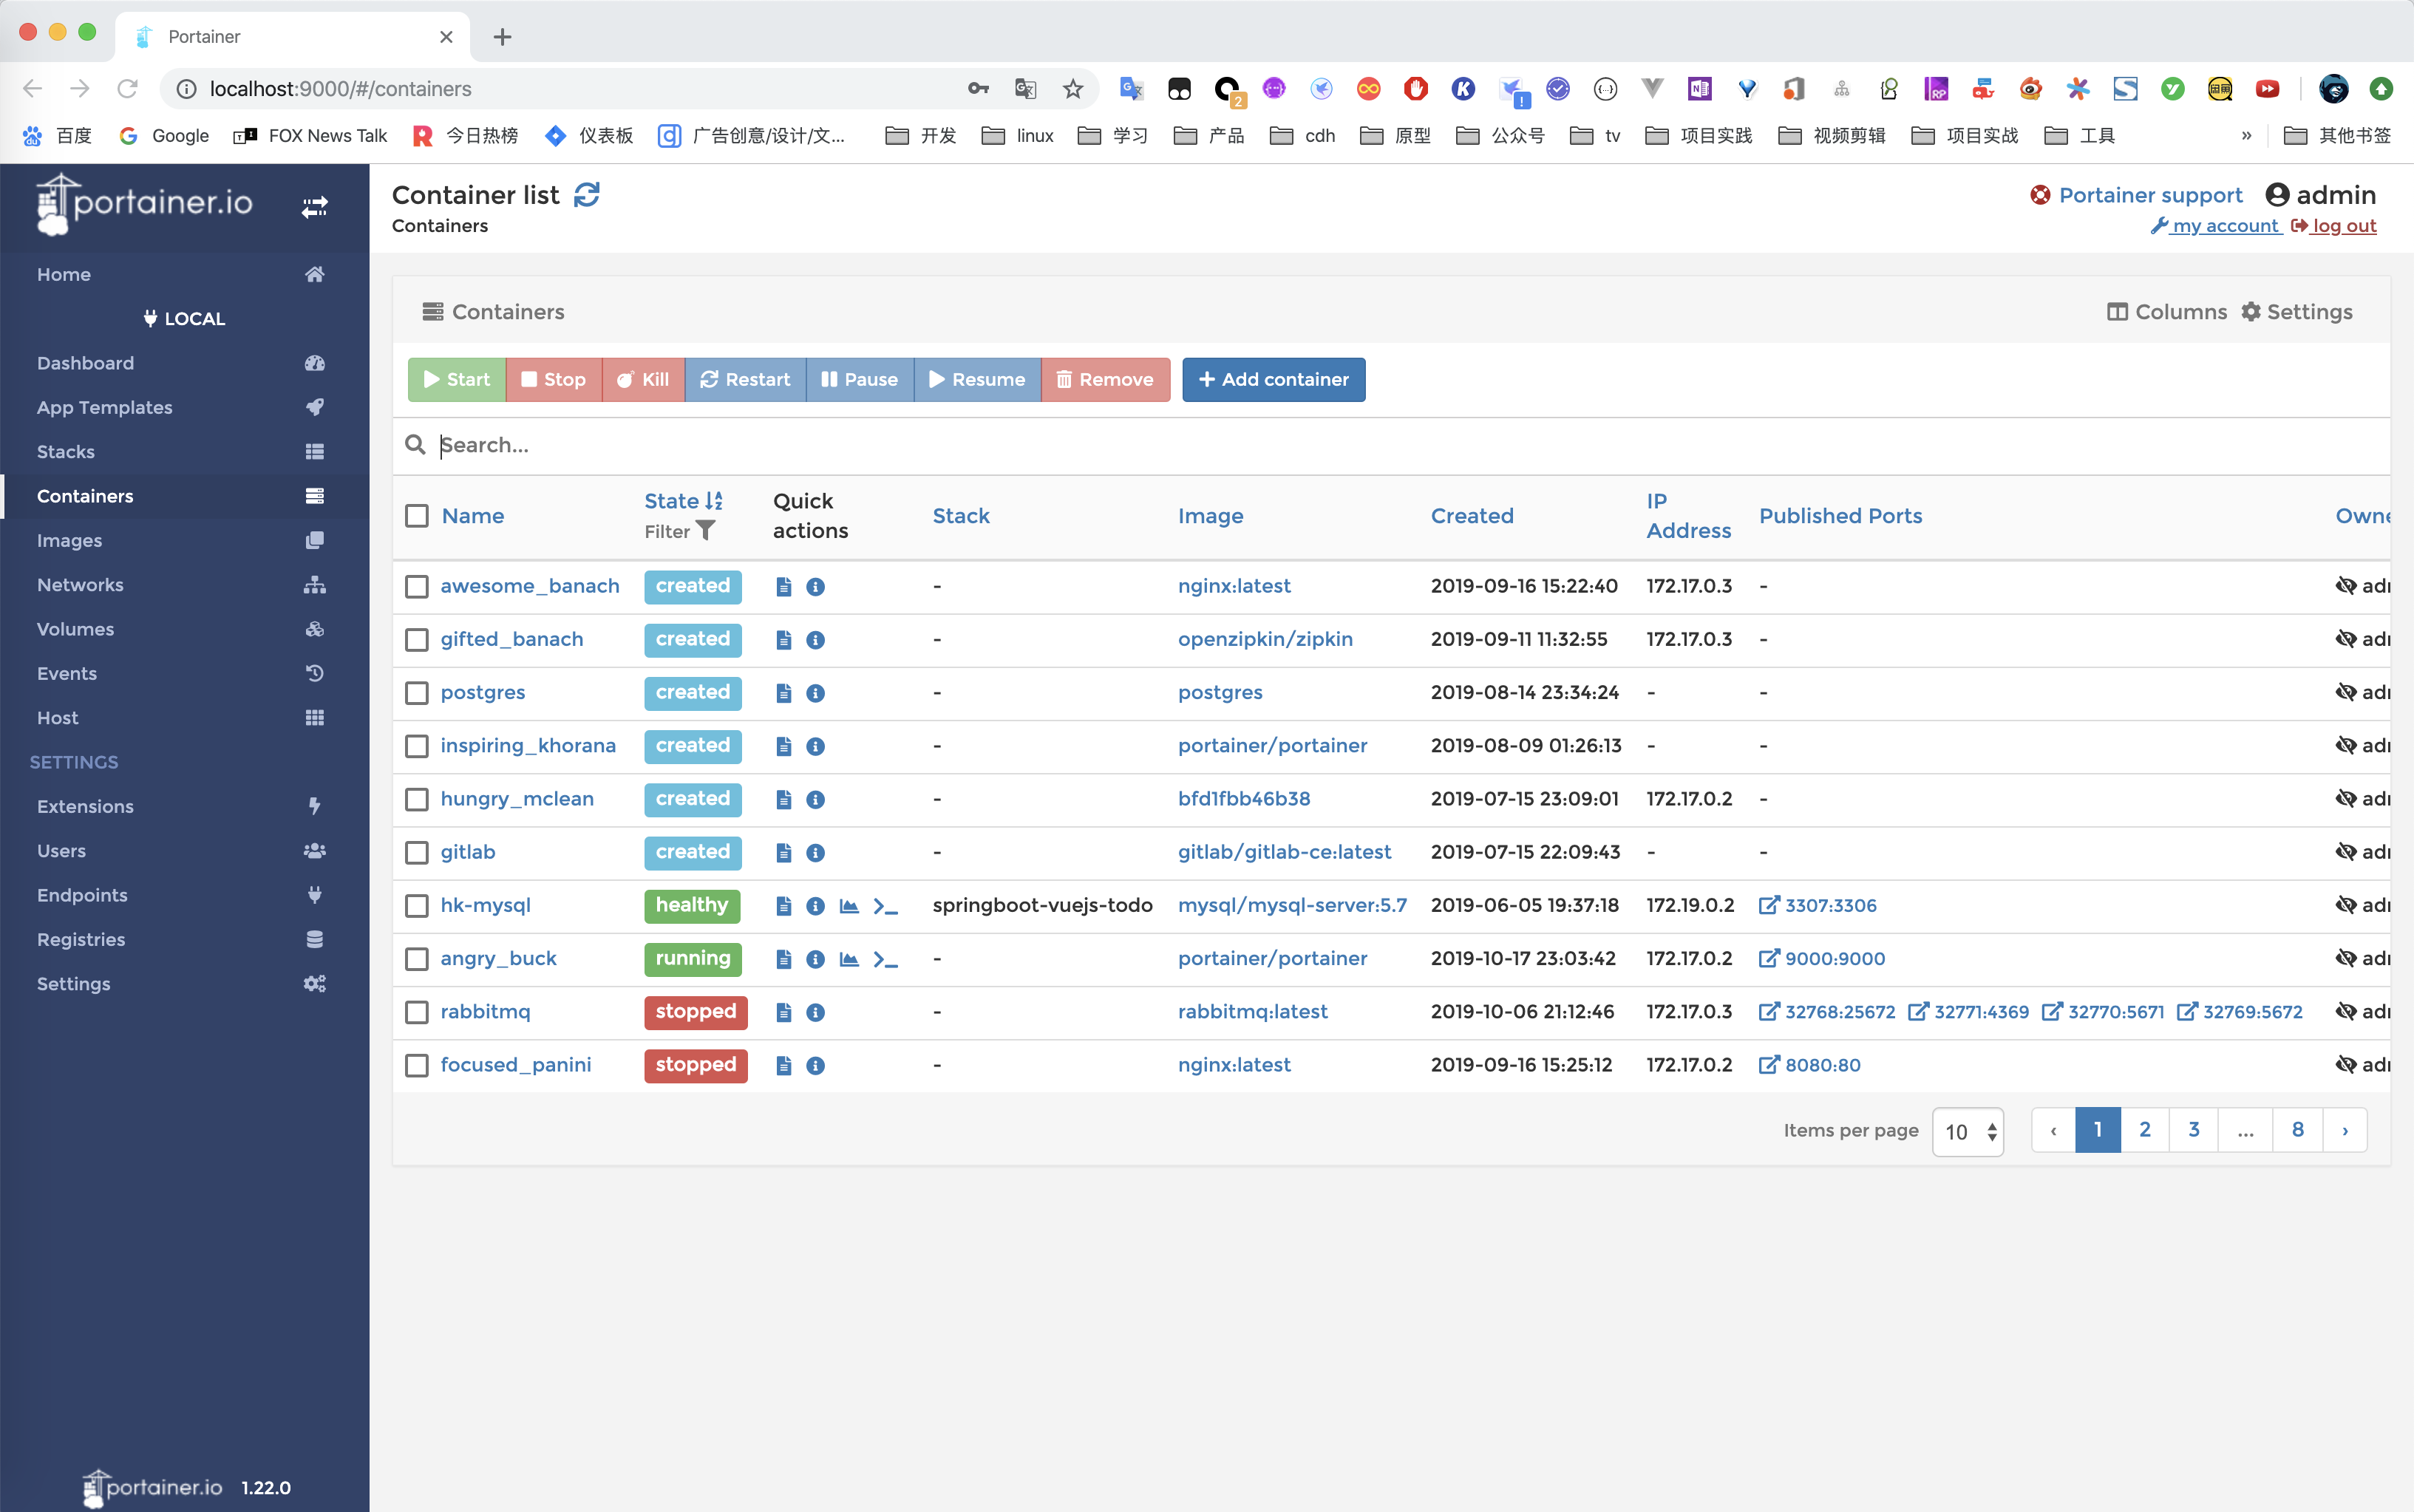 Portainer
localhost:9000/#/containers
2
K
!
N
RP
百度 Google FOX News Talk 今日热榜 仪表板 广告创意/设计/文... 开发 linux 学习 产品 cdh 原型 公众号 tv 项目实践 视频剪辑 项目实战 工具 » 其他书签
portainer.io
Home
LOCAL
Dashboard
App Templates
Stacks
Containers
Images
Networks
Volumes
Events
Host
SETTINGS
Extensions
Users
Endpoints
Registries
Settings
portainer.io 1.22.0
Container list
Containers
Portainer support admin
my account log out
Containers
Columns Settings
Start Stop Kill Restart Pause Resume Remove + Add container
Search...
Name State Filter Quick actions Stack Image Created IP Address Published Ports Owne
awesome_banach created - nginx:latest 2019-09-16 15:22:40 172.17.0.3 -
gifted_banach created - openzipkin/zipkin 2019-09-11 11:32:55 172.17.0.3 -
postgres created - postgres 2019-08-14 23:34:24 - -
inspiring_khorana created - portainer/portainer 2019-08-09 01:26:13 - -
hungry_mclean created - bfd1fbb46b38 2019-07-15 23:09:01 172.17.0.2 -
gitlab created - gitlab/gitlab-ce:latest 2019-07-15 22:09:43 - -
hk-mysql healthy springboot-vuejs-todo mysql/mysql-server:5.7 2019-06-05 19:37:18 172.19.0.2 3307:3306
angry_buck running - portainer/portainer 2019-10-17 23:03:42 172.17.0.2 9000:9000
rabbitmq stopped - rabbitmq:latest 2019-10-06 21:12:46 172.17.0.3 32768:25672 32771:4369 32770:5671 32769:5672
focused_panini stopped - nginx:latest 2019-09-16 15:25:12 172.17.0.2 8080:80
Items per page 10 ‹ 1 2 3 ... 8 ›